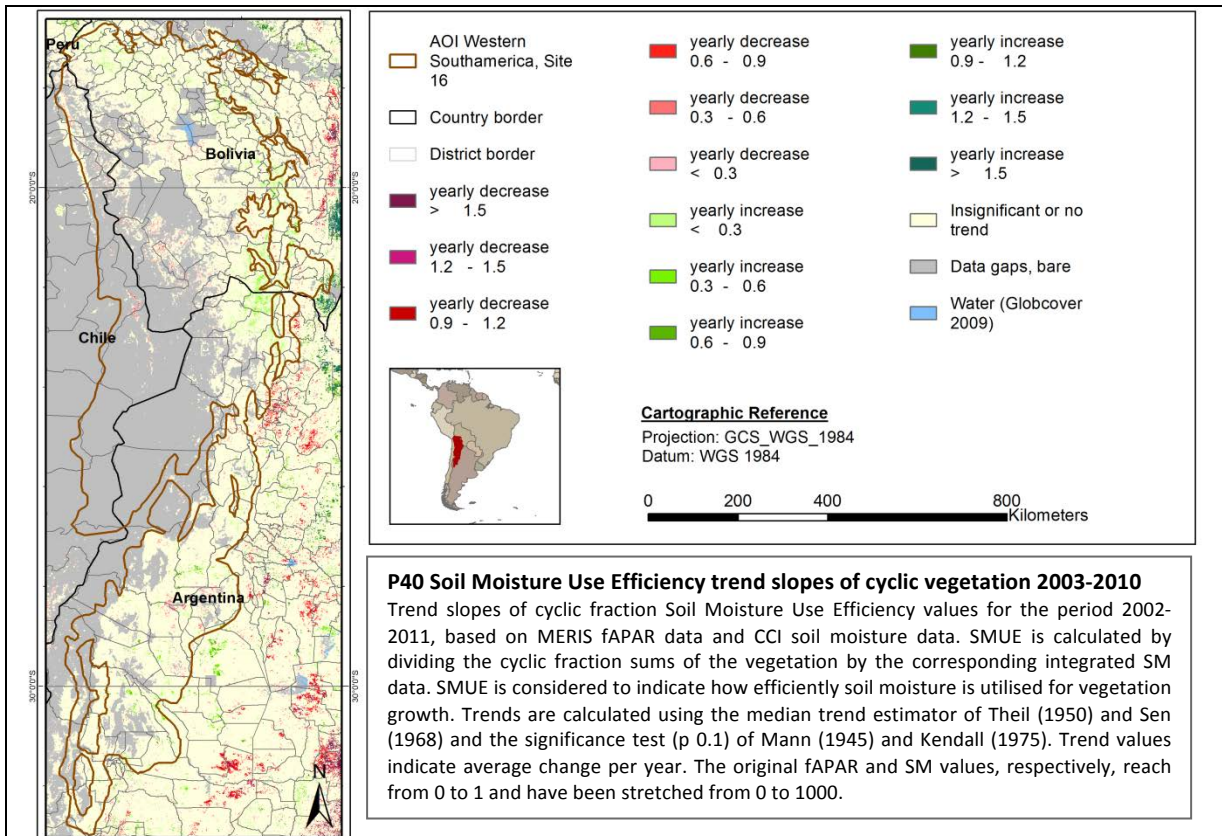 Peru
Bolivia
Chile
Argentina
20°0'0"S
20°0'0"S
30°0'0"S
30°0'0"S
N
AOI Western
Southamerica, Site
16
Country border
District border
yearly decrease
> 1.5
yearly decrease
1.2 - 1.5
yearly decrease
0.9 - 1.2
yearly decrease
0.6 - 0.9
yearly decrease
0.3 - 0.6
yearly decrease
< 0.3
yearly increase
< 0.3
yearly increase
0.3 - 0.6
yearly increase
0.6 - 0.9
yearly increase
0.9 - 1.2
yearly increase
1.2 - 1.5
yearly increase
> 1.5
Insignificant or no
trend
Data gaps, bare
Water (Globcover
2009)
Cartographic Reference
Projection: GCS_WGS_1984
Datum: WGS 1984
0 200 400 800
Kilometers
P40 Soil Moisture Use Efficiency trend slopes of cyclic vegetation 2003-2010
Trend slopes of cyclic fraction Soil Moisture Use Efficiency values for the period 2002-
2011, based on MERIS fAPAR data and CCI soil moisture data. SMUE is calculated by
dividing the cyclic fraction sums of the vegetation by the corresponding integrated SM
data. SMUE is considered to indicate how efficiently soil moisture is utilised for vegetation
growth. Trends are calculated using the median trend estimator of Theil (1950) and Sen
(1968) and the significance test (p 0.1) of Mann (1945) and Kendall (1975). Trend values
indicate average change per year. The original fAPAR and SM values, respectively, reach
from 0 to 1 and have been stretched from 0 to 1000.